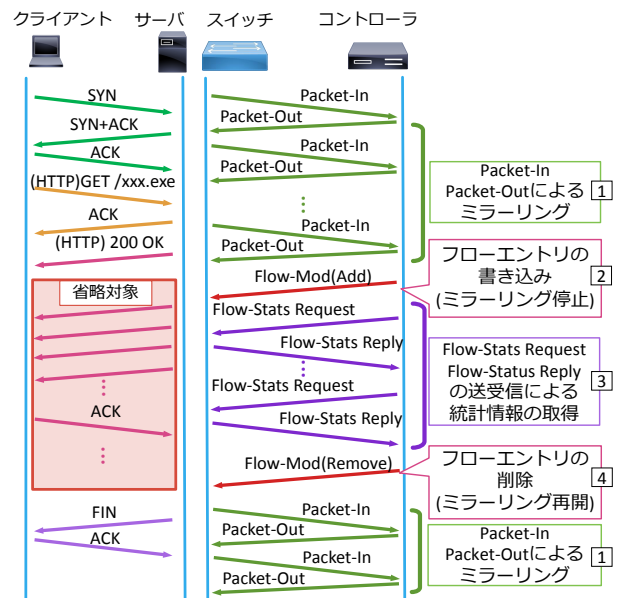 クライアント サーバ スイッチ コントローラ
SYN
SYN+ACK
ACK
(HTTP)GET /xxx.exe
ACK
(HTTP) 200 OK
省略対象
⋮
ACK
⋮
FIN
ACK
Packet-In
Packet-Out
Packet-In
Packet-Out
⋮
Packet-In
Packet-Out
Flow-Mod(Add)
Flow-Stats Request
Flow-Stats Reply
⋮
Flow-Stats Request
Flow-Stats Reply
Flow-Mod(Remove)
Packet-In
Packet-Out
Packet-In
Packet-Out
Packet-In
Packet-Outによる
ミラーリング
1
フローエントリの
書き込み
(ミラーリング停止)
2
Flow-Stats Request
Flow-Status Reply
の送受信による
統計情報の取得
3
フローエントリの
削除
(ミラーリング再開)
4
Packet-In
Packet-Outによる
ミラーリング
1